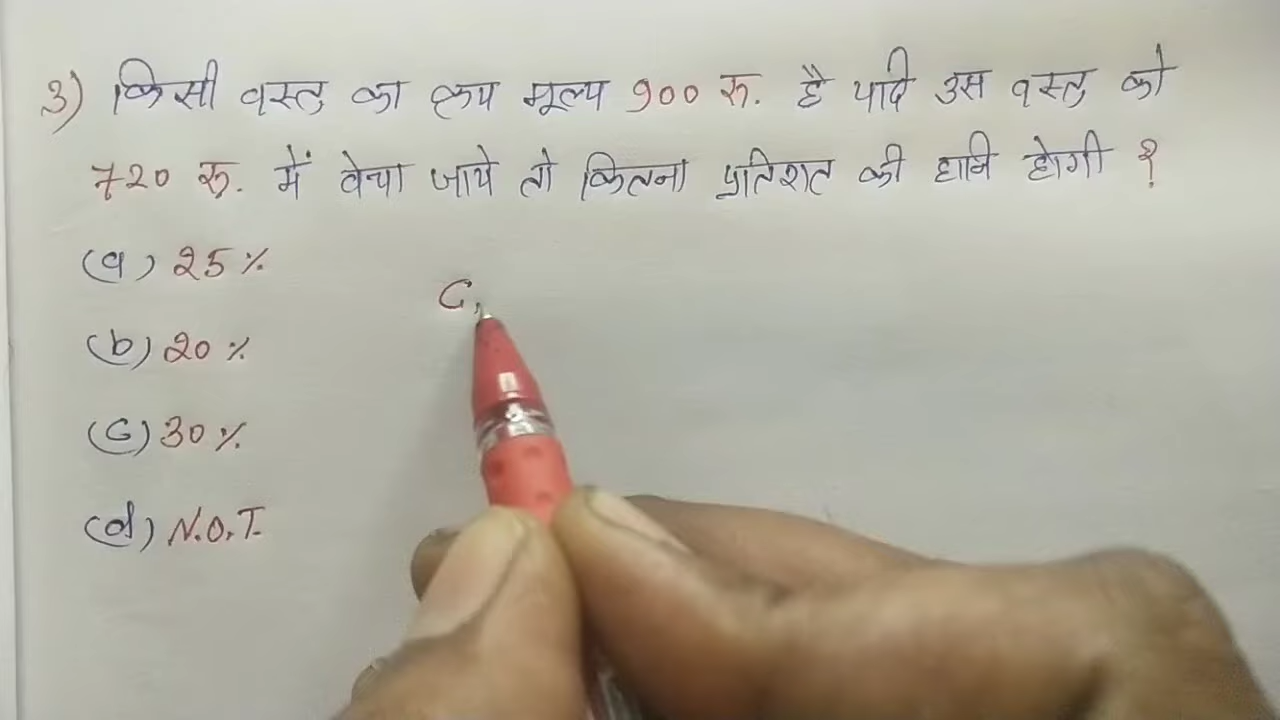 3) किसी वस्तु का क्रय मूल्य 900 रु. है यदि उस वस्तु को
720 रु. में बेचा जाये तो कितना प्रतिशत की हानि होगी ?
(a) 25%
C.
(b) 20%
(c) 30%
(d) N.O.T.